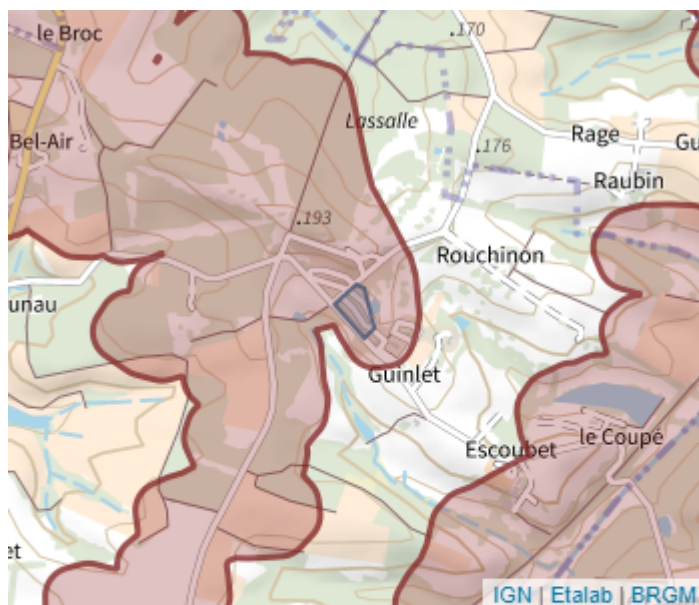 le Broc
.170
Lassalle
Rage
Bel-Air
.176
Raubin
.193
Rouchinon
unau
Guinlet
Escoubet
le Coupé
et
IGN | Etalab | BRGM